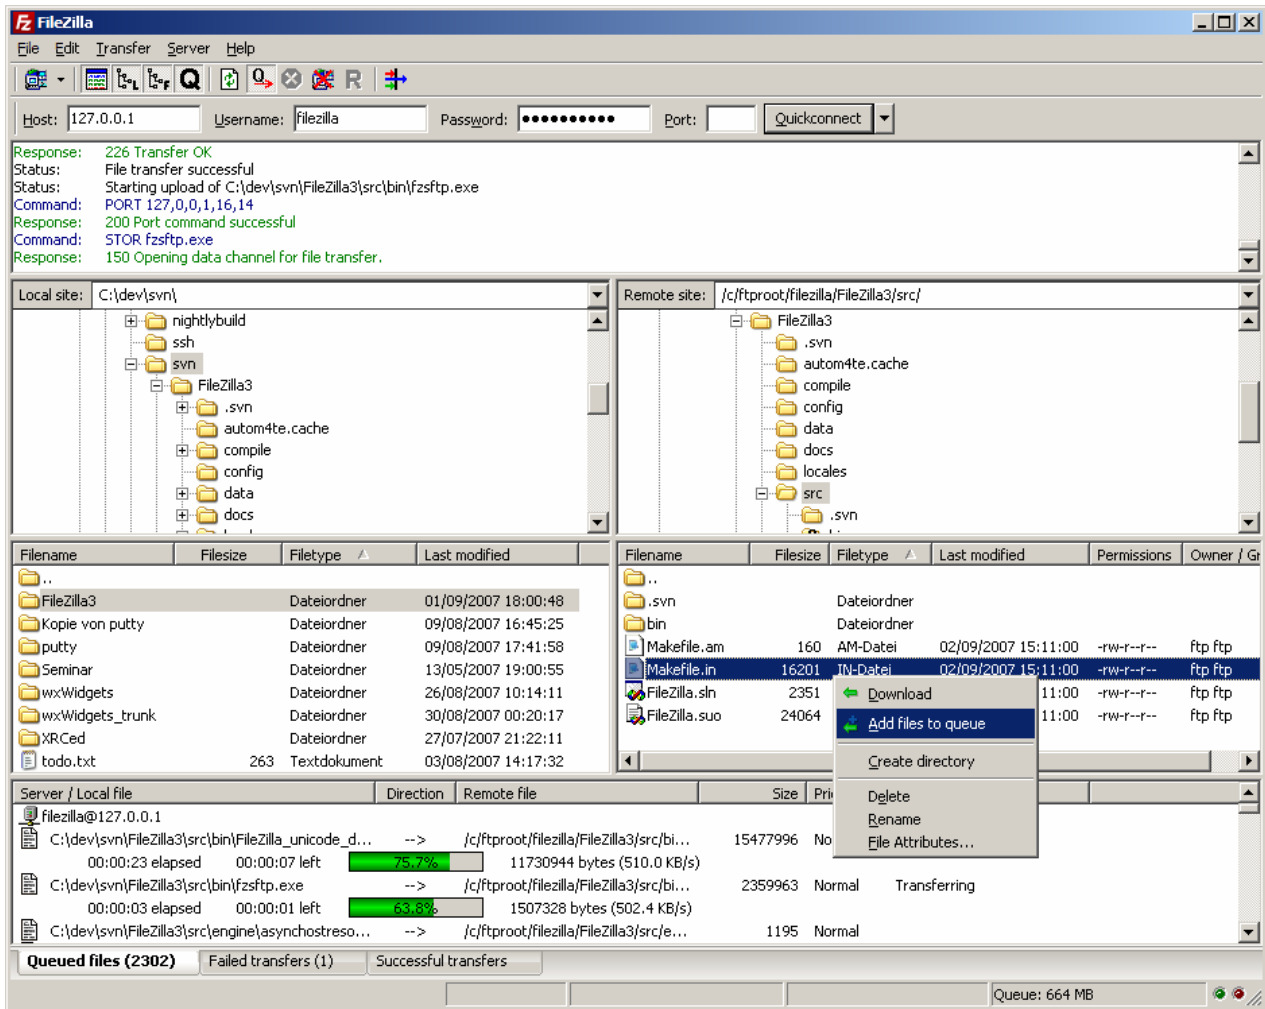 FileZilla
File Edit Transfer Server Help
Host: 127.0.0.1 Username: filezilla Password: ●●●●●●●●●● Port: Quickconnect
Response: 226 Transfer OK
Status: File transfer successful
Status: Starting upload of C:\dev\svn\FileZilla3\src\bin\fzsftp.exe
Command: PORT 127,0,0,1,16,14
Response: 200 Port command successful
Command: STOR fzsftp.exe
Response: 150 Opening data channel for file transfer.
Local site: C:\dev\svn\
nightlybuild
ssh
svn
FileZilla3
.svn
autom4te.cache
compile
config
data
docs
Remote site: /c/ftproot/filezilla/FileZilla3/src/
FileZilla3
.svn
autom4te.cache
compile
config
data
docs
locales
src
.svn
Filename Filesize Filetype Last modified
..
FileZilla3 Dateiordner 01/09/2007 18:00:48
Kopie von putty Dateiordner 09/08/2007 16:45:25
putty Dateiordner 09/08/2007 17:41:58
Seminar Dateiordner 13/05/2007 19:00:55
wxWidgets Dateiordner 26/08/2007 10:14:11
wxWidgets_trunk Dateiordner 30/08/2007 00:20:17
XRCed Dateiordner 27/07/2007 21:22:11
todo.txt 263 Textdokument 03/08/2007 14:17:32
Filename Filesize Filetype Last modified Permissions Owner / Gr
..
.svn Dateiordner
bin Dateiordner
Makefile.am 160 AM-Datei 02/09/2007 15:11:00 -rw-r--r-- ftp ftp
Makefile.in 16201 IN-Datei 02/09/2007 15:11:00 -rw-r--r-- ftp ftp
FileZilla.sln 2351 11:00 -rw-r--r-- ftp ftp
FileZilla.suo 24064 11:00 -rw-r--r-- ftp ftp
Download
Add files to queue
Create directory
Delete
Rename
File Attributes...
Server / Local file Direction Remote file Size Pri
filezilla@127.0.0.1
C:\dev\svn\FileZilla3\src\bin\FileZilla_unicode_d... --> /c/ftproot/filezilla/FileZilla3/src/bi... 15477996 No
00:00:23 elapsed 00:00:07 left 75.7% 11730944 bytes (510.0 KB/s)
C:\dev\svn\FileZilla3\src\bin\fzsftp.exe --> /c/ftproot/filezilla/FileZilla3/src/bi... 2359963 Normal Transferring
00:00:03 elapsed 00:00:01 left 63.8% 1507328 bytes (502.4 KB/s)
C:\dev\svn\FileZilla3\src\engine\asynchostreso... --> /c/ftproot/filezilla/FileZilla3/src/e... 1195 Normal
Queued files (2302) Failed transfers (1) Successful transfers
Queue: 664 MB